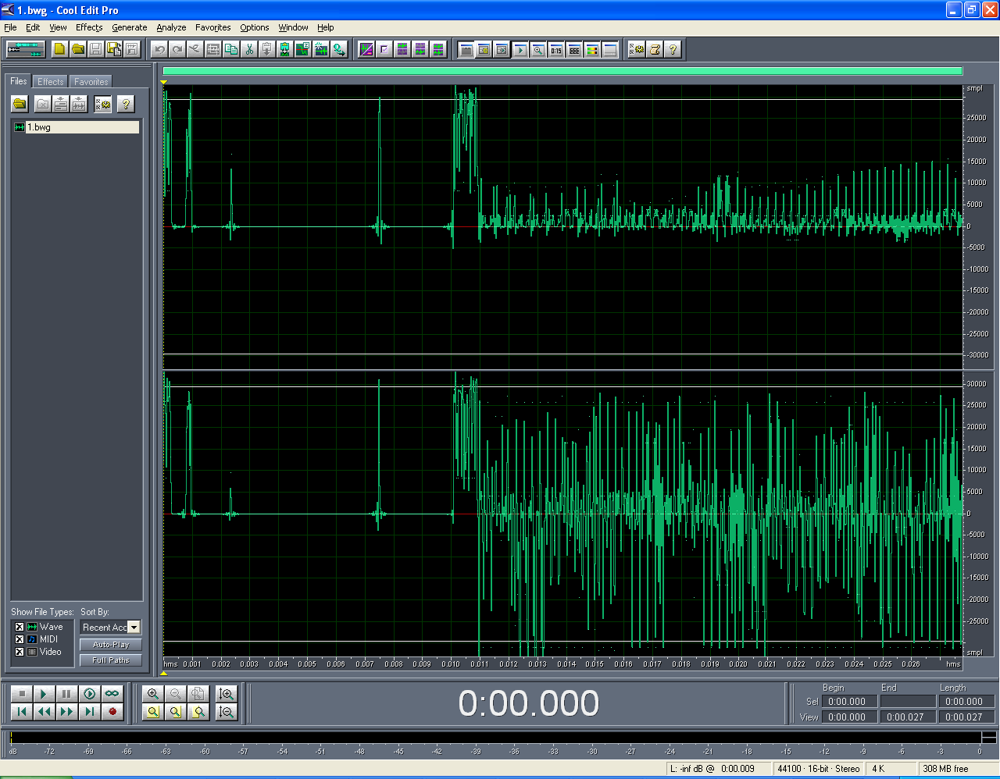 1.bwg - Cool Edit Pro
File Edit View Effects Generate Analyze Favorites Options Window Help
Files Effects Favorites
1.bwg
Show File Types: Sort By:
Wave Recent Acc
MIDI Auto-Play
Video Full Paths
smpl
25000
20000
15000
10000
5000
0
-5000
-10000
-15000
-20000
-25000
-30000
30000
25000
20000
15000
10000
5000
0
-5000
-10000
-15000
-20000
-25000
smpl
hms 0.001 0.002 0.003 0.004 0.005 0.006 0.007 0.008 0.009 0.010 0.011 0.012 0.013 0.014 0.015 0.016 0.017 0.018 0.019 0.020 0.021 0.022 0.023 0.024 0.025 0.026 hms
0:00.000
Begin End Length
Sel 0:00.000 0:00.000
View 0:00.000 0:00.027 0:00.027
dB -72 -69 -66 -63 -60 -57 -54 -51 -48 -45 -42 -39 -36 -33 -30 -27 -24 -21 -18 -15 -12 -9 -6 -3 0
L: -inf dB @ 0:00.009 44100 · 16-bit · Stereo 4 K 308 MB free